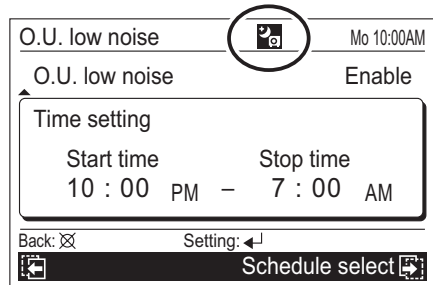 O.U. low noise Mo 10:00AM
O.U. low noise Enable
Time setting
Start time Stop time
10 : 00 PM – 7 : 00 AM
Back: Setting:
Schedule select